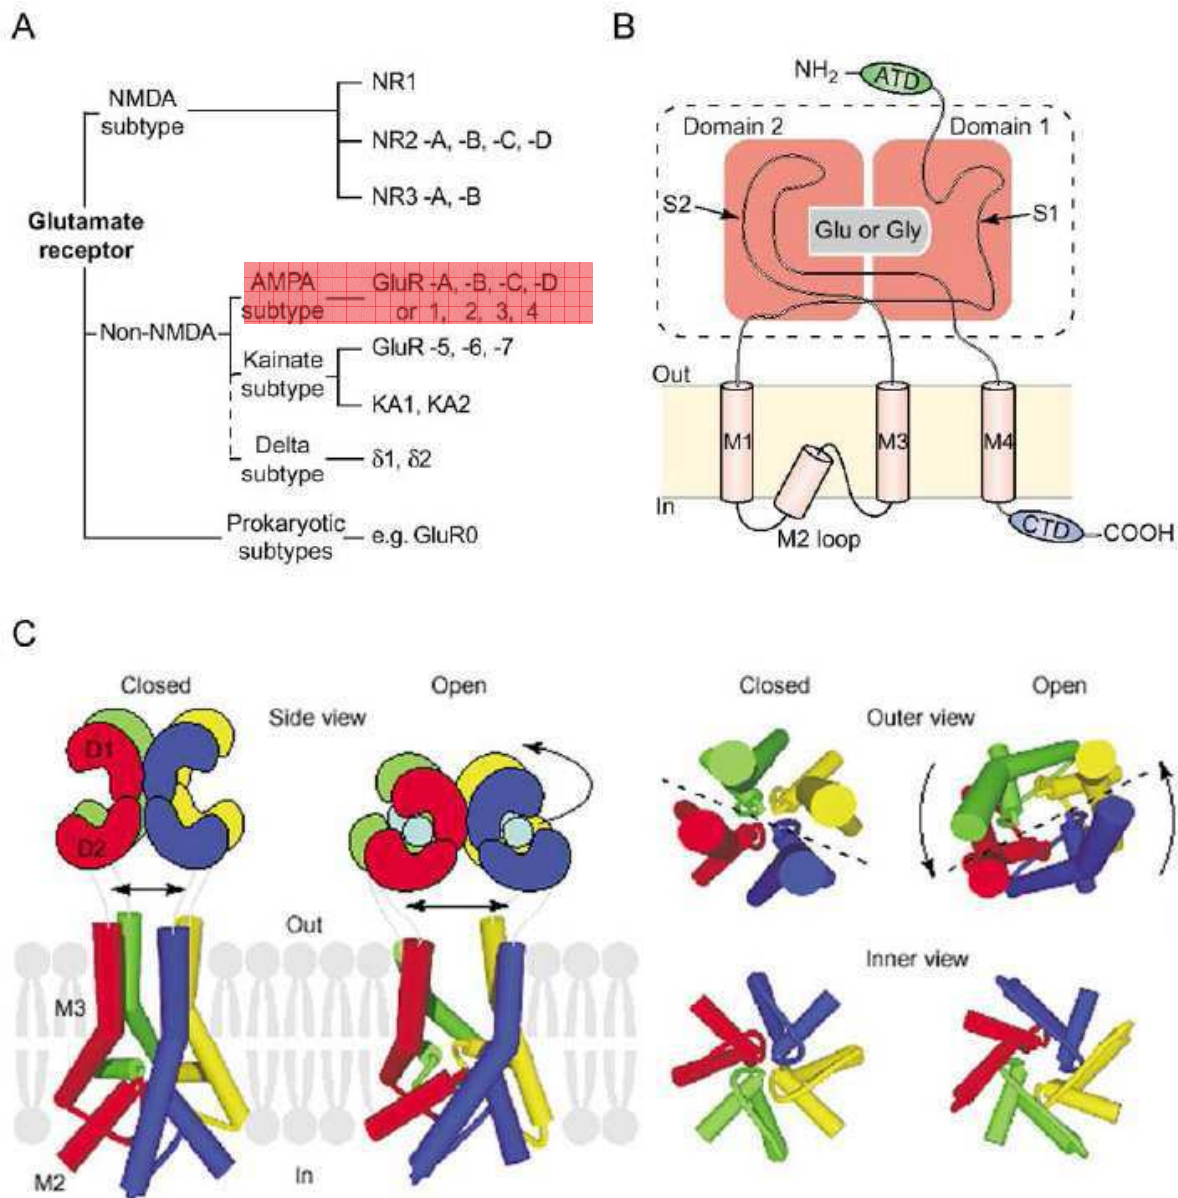 A
NMDA
subtype
NR1
NR2 -A, -B, -C, -D
NR3 -A, -B
Glutamate
receptor
Non-NMDA
AMPA
subtype
GluR -A, -B, -C, -D
or 1, 2, 3, 4
Kainate
subtype
GluR -5, -6, -7
KA1, KA2
Delta
subtype
δ1, δ2
Prokaryotic
subtypes
e.g. GluR0
B
NH2
ATD
Domain 2
Domain 1
S2
Glu or Gly
S1
Out
M1
M3
M4
In
M2 loop
CTD
COOH
C
Closed
Open
Side view
D1
D2
Out
M3
M2
In
Closed
Open
Outer view
Inner view